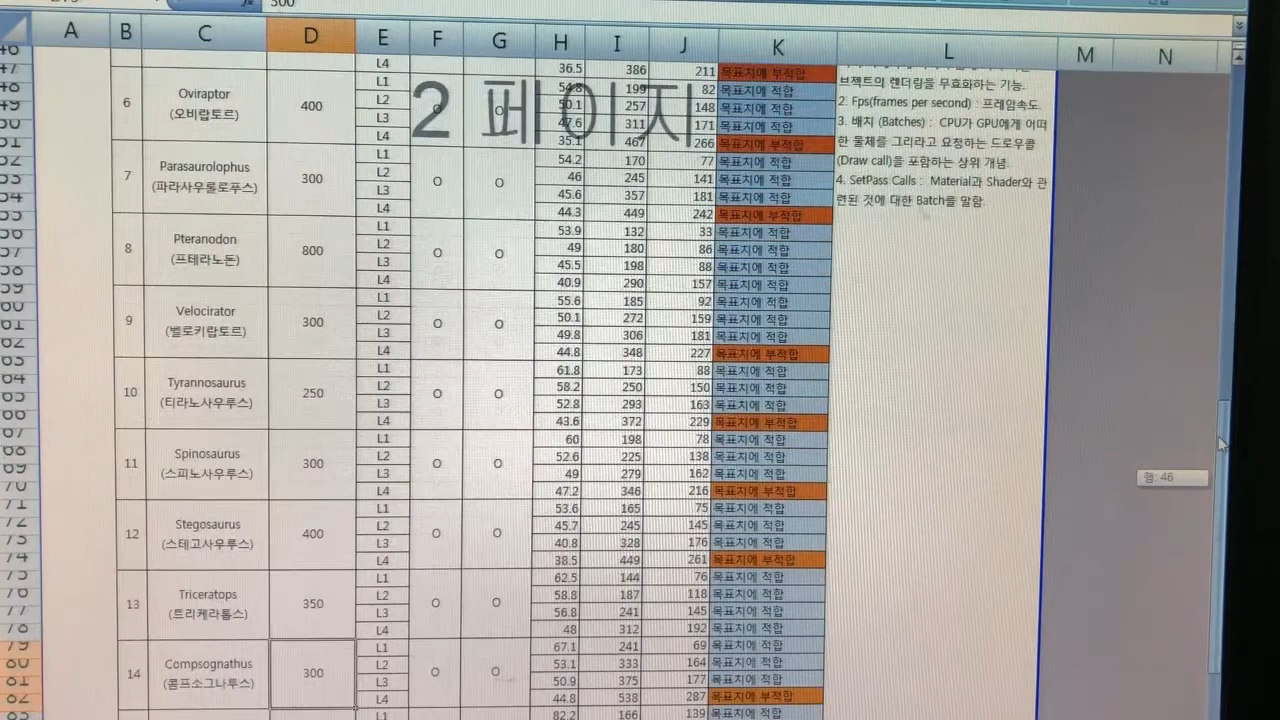 300
A B C D E F G H I J K L M N
2 페이지
L4 36.5 386 211 목표치에 부적합
브젝트의 렌더링을 무효화하는 기능.
2. Fps(frames per second) : 프레임속도.
3. 배치 (Batches) : CPU가 GPU에게 어떠
한 물체를 그리라고 요청하는 드로우콜
(Draw call)을 포함하는 상위 개념.
4. SetPass Calls : Material과 Shader와 관
련된 것에 대한 Batch를 말함.
6 Oviraptor (오비랍토르) 400 O O
L1 54.8 199 82 목표치에 적합
L2 50.1 257 148 목표치에 적합
L3 47.6 311 171 목표치에 적합
L4 35.1 467 266 목표치에 부적합
7 Parasaurolophus (파라사우롤로푸스) 300 O O
L1 54.2 170 77 목표치에 적합
L2 46 245 141 목표치에 적합
L3 45.6 357 181 목표치에 적합
L4 44.3 449 242 목표치에 부적합
8 Pteranodon (프테라노돈) 800 O O
L1 53.9 132 33 목표치에 적합
L2 49 180 86 목표치에 적합
L3 45.5 198 88 목표치에 적합
L4 40.9 290 157 목표치에 적합
9 Velocirator (벨로키랍토르) 300 O O
L1 55.6 185 92 목표치에 적합
L2 50.1 272 159 목표치에 적합
L3 49.8 306 181 목표치에 적합
L4 44.8 348 227 목표치에 부적합
10 Tyrannosaurus (티라노사우루스) 250 O O
L1 61.8 173 88 목표치에 적합
L2 58.2 250 150 목표치에 적합
L3 52.8 293 163 목표치에 적합
L4 43.6 372 229 목표치에 부적합
11 Spinosaurus (스피노사우루스) 300 O O
L1 60 198 78 목표치에 적합
L2 52.6 225 138 목표치에 적합
L3 49 279 162 목표치에 적합
L4 47.2 346 216 목표치에 부적합
12 Stegosaurus (스테고사우루스) 400 O O
L1 53.6 165 75 목표치에 적합
L2 45.7 245 145 목표치에 적합
L3 40.8 328 176 목표치에 적합
L4 38.5 449 261 목표치에 부적합
13 Triceratops (트리케라톱스) 350 O O
L1 62.5 144 76 목표치에 적합
L2 58.8 187 118 목표치에 적합
L3 56.8 241 145 목표치에 적합
L4 48 312 192 목표치에 적합
14 Compsognathus (콤프소그나투스) 300 O O
L1 67.1 241 69 목표치에 적합
L2 53.1 333 164 목표치에 적합
L3 50.9 375 177 목표치에 적합
L4 44.8 538 287 목표치에 부적합
L1 82.2 166 139 목표치에 적합
행: 46